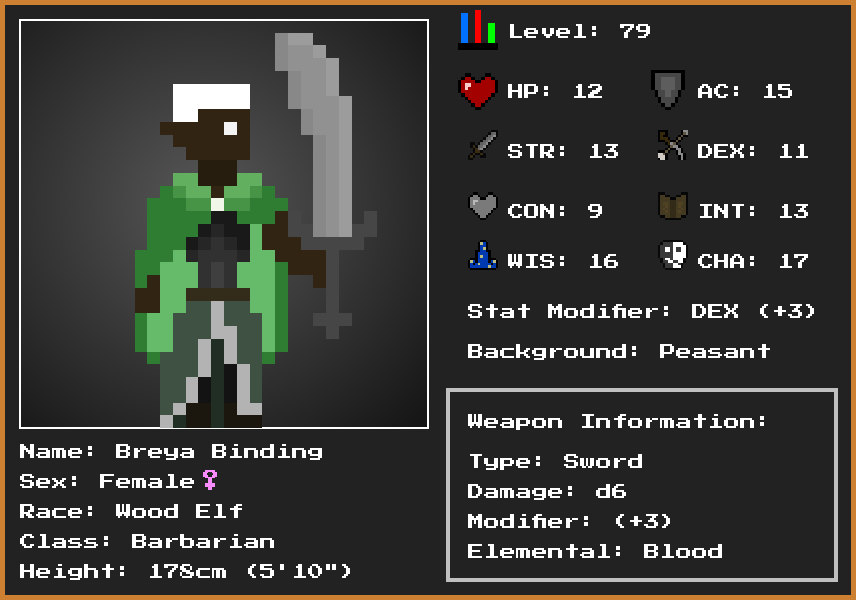 Level: 79
HP: 12
AC: 15
STR: 13
DEX: 11
CON: 9
INT: 13
WIS: 16
CHA: 17
Stat Modifier: DEX (+3)
Background: Peasant
Weapon Information:
Type: Sword
Damage: d6
Modifier: (+3)
Elemental: Blood
Name: Breya Binding
Sex: Female♀
Race: Wood Elf
Class: Barbarian
Height: 178cm (5'10")